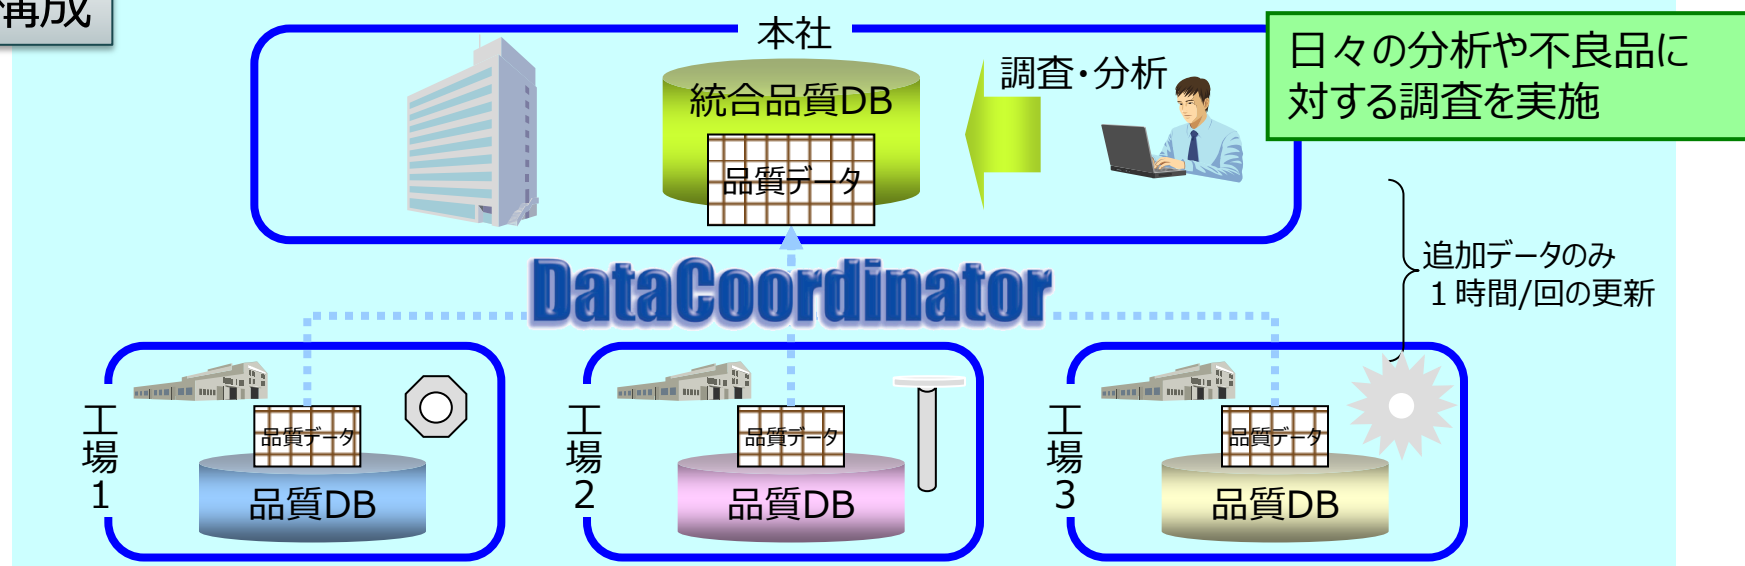 構成
本社
日々の分析や不良品に
対する調査を実施
調査・分析
統合品質DB
品質データ
DataCoordinator
追加データのみ
１時間/回の更新
工場1
品質データ
品質DB
工場2
品質データ
品質DB
工場3
品質データ
品質DB